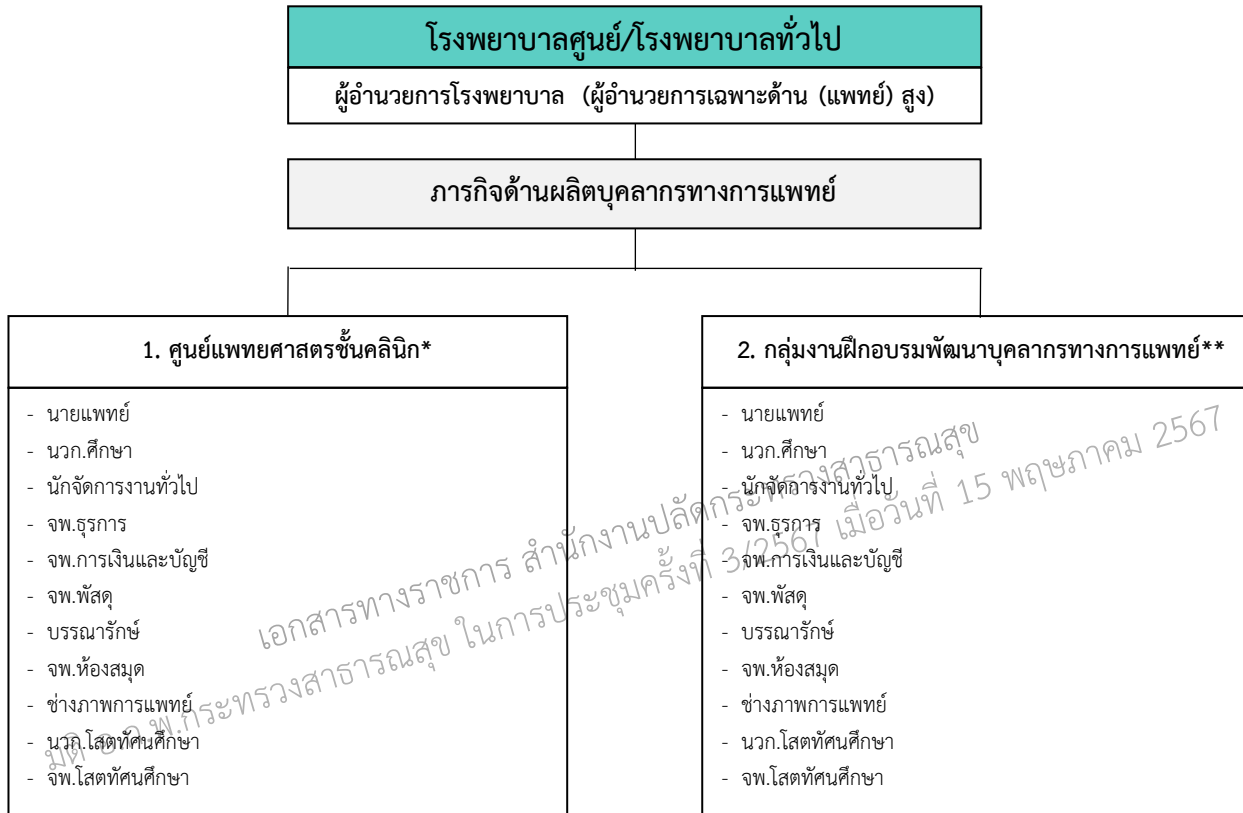 โรงพยาบาลศูนย์/โรงพยาบาลทั่วไป
ผู้อำนวยการโรงพยาบาล (ผู้อำนวยการเฉพาะด้าน (แพทย์) สูง)
ภารกิจด้านผลิตบุคลากรทางการแพทย์
1. ศูนย์แพทยศาสตรชั้นคลินิก*
- นายแพทย์
- นวก.ศึกษา
- นักจัดการงานทั่วไป
- จพ.ธุรการ
- จพ.การเงินและบัญชี
- จพ.พัสดุ
- บรรณารักษ์
- จพ.ห้องสมุด
- ช่างภาพการแพทย์
- นวก.โสตทัศนศึกษา
- จพ.โสตทัศนศึกษา
2. กลุ่มงานฝึกอบรมพัฒนาบุคลากรทางการแพทย์**
- นายแพทย์
- นวก.ศึกษา
- นักจัดการงานทั่วไป
- จพ.ธุรการ
- จพ.การเงินและบัญชี
- จพ.พัสดุ
- บรรณารักษ์
- จพ.ห้องสมุด
- ช่างภาพการแพทย์
- นวก.โสตทัศนศึกษา
- จพ.โสตทัศนศึกษา
เอกสารทางราชการ สำนักงานปลัดกระทรวงสาธารณสุข
มติ อ.ก.พ.กระทรวงสาธารณสุข ในการประชุมครั้งที่ 3/2567 เมื่อวันที่ 15 พฤษภาคม 2567